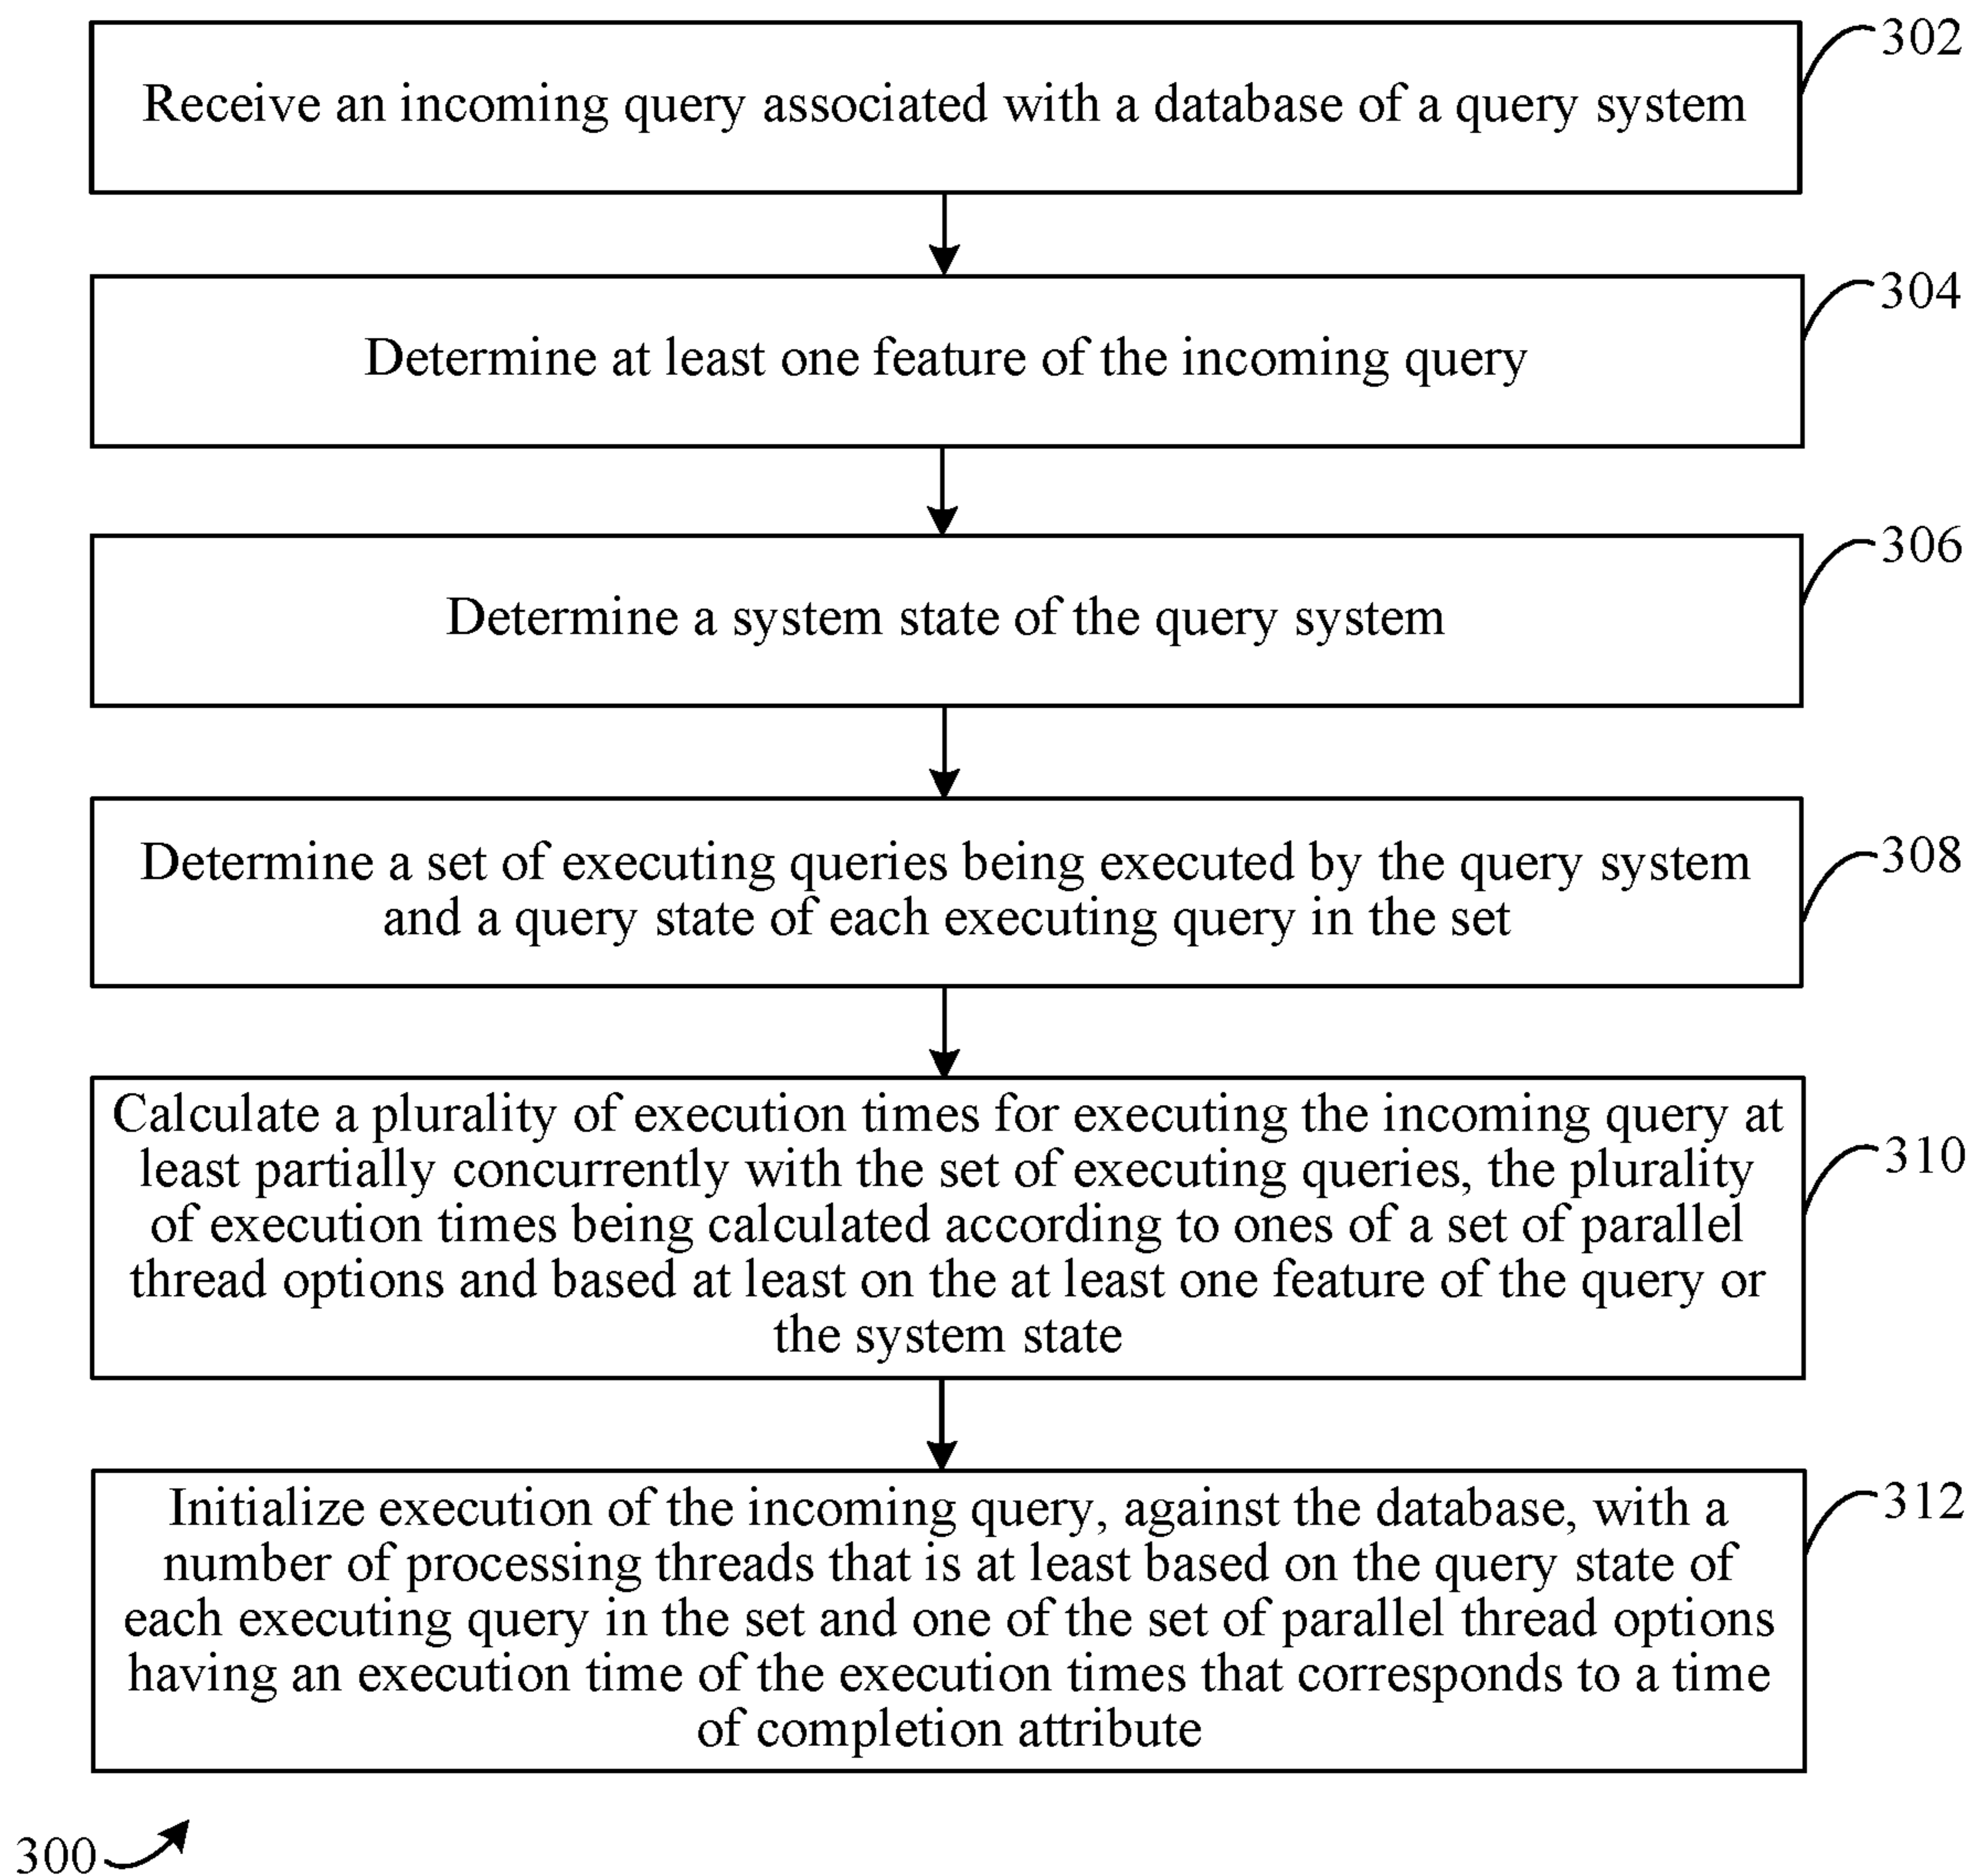 302
Receive an incoming query associated with a database of a query system
304
Determine at least one feature of the incoming query
306
Determine a system state of the query system
308
Determine a set of executing queries being executed by the query system
and a query state of each executing query in the set
310
Calculate a plurality of execution times for executing the incoming query at
least partially concurrently with the set of executing queries, the plurality
of execution times being calculated according to ones of a set of parallel
thread options and based at least on the at least one feature of the query or
the system state
312
Initialize execution of the incoming query, against the database, with a
number of processing threads that is at least based on the query state of
each executing query in the set and one of the set of parallel thread options
having an execution time of the execution times that corresponds to a time
of completion attribute
300